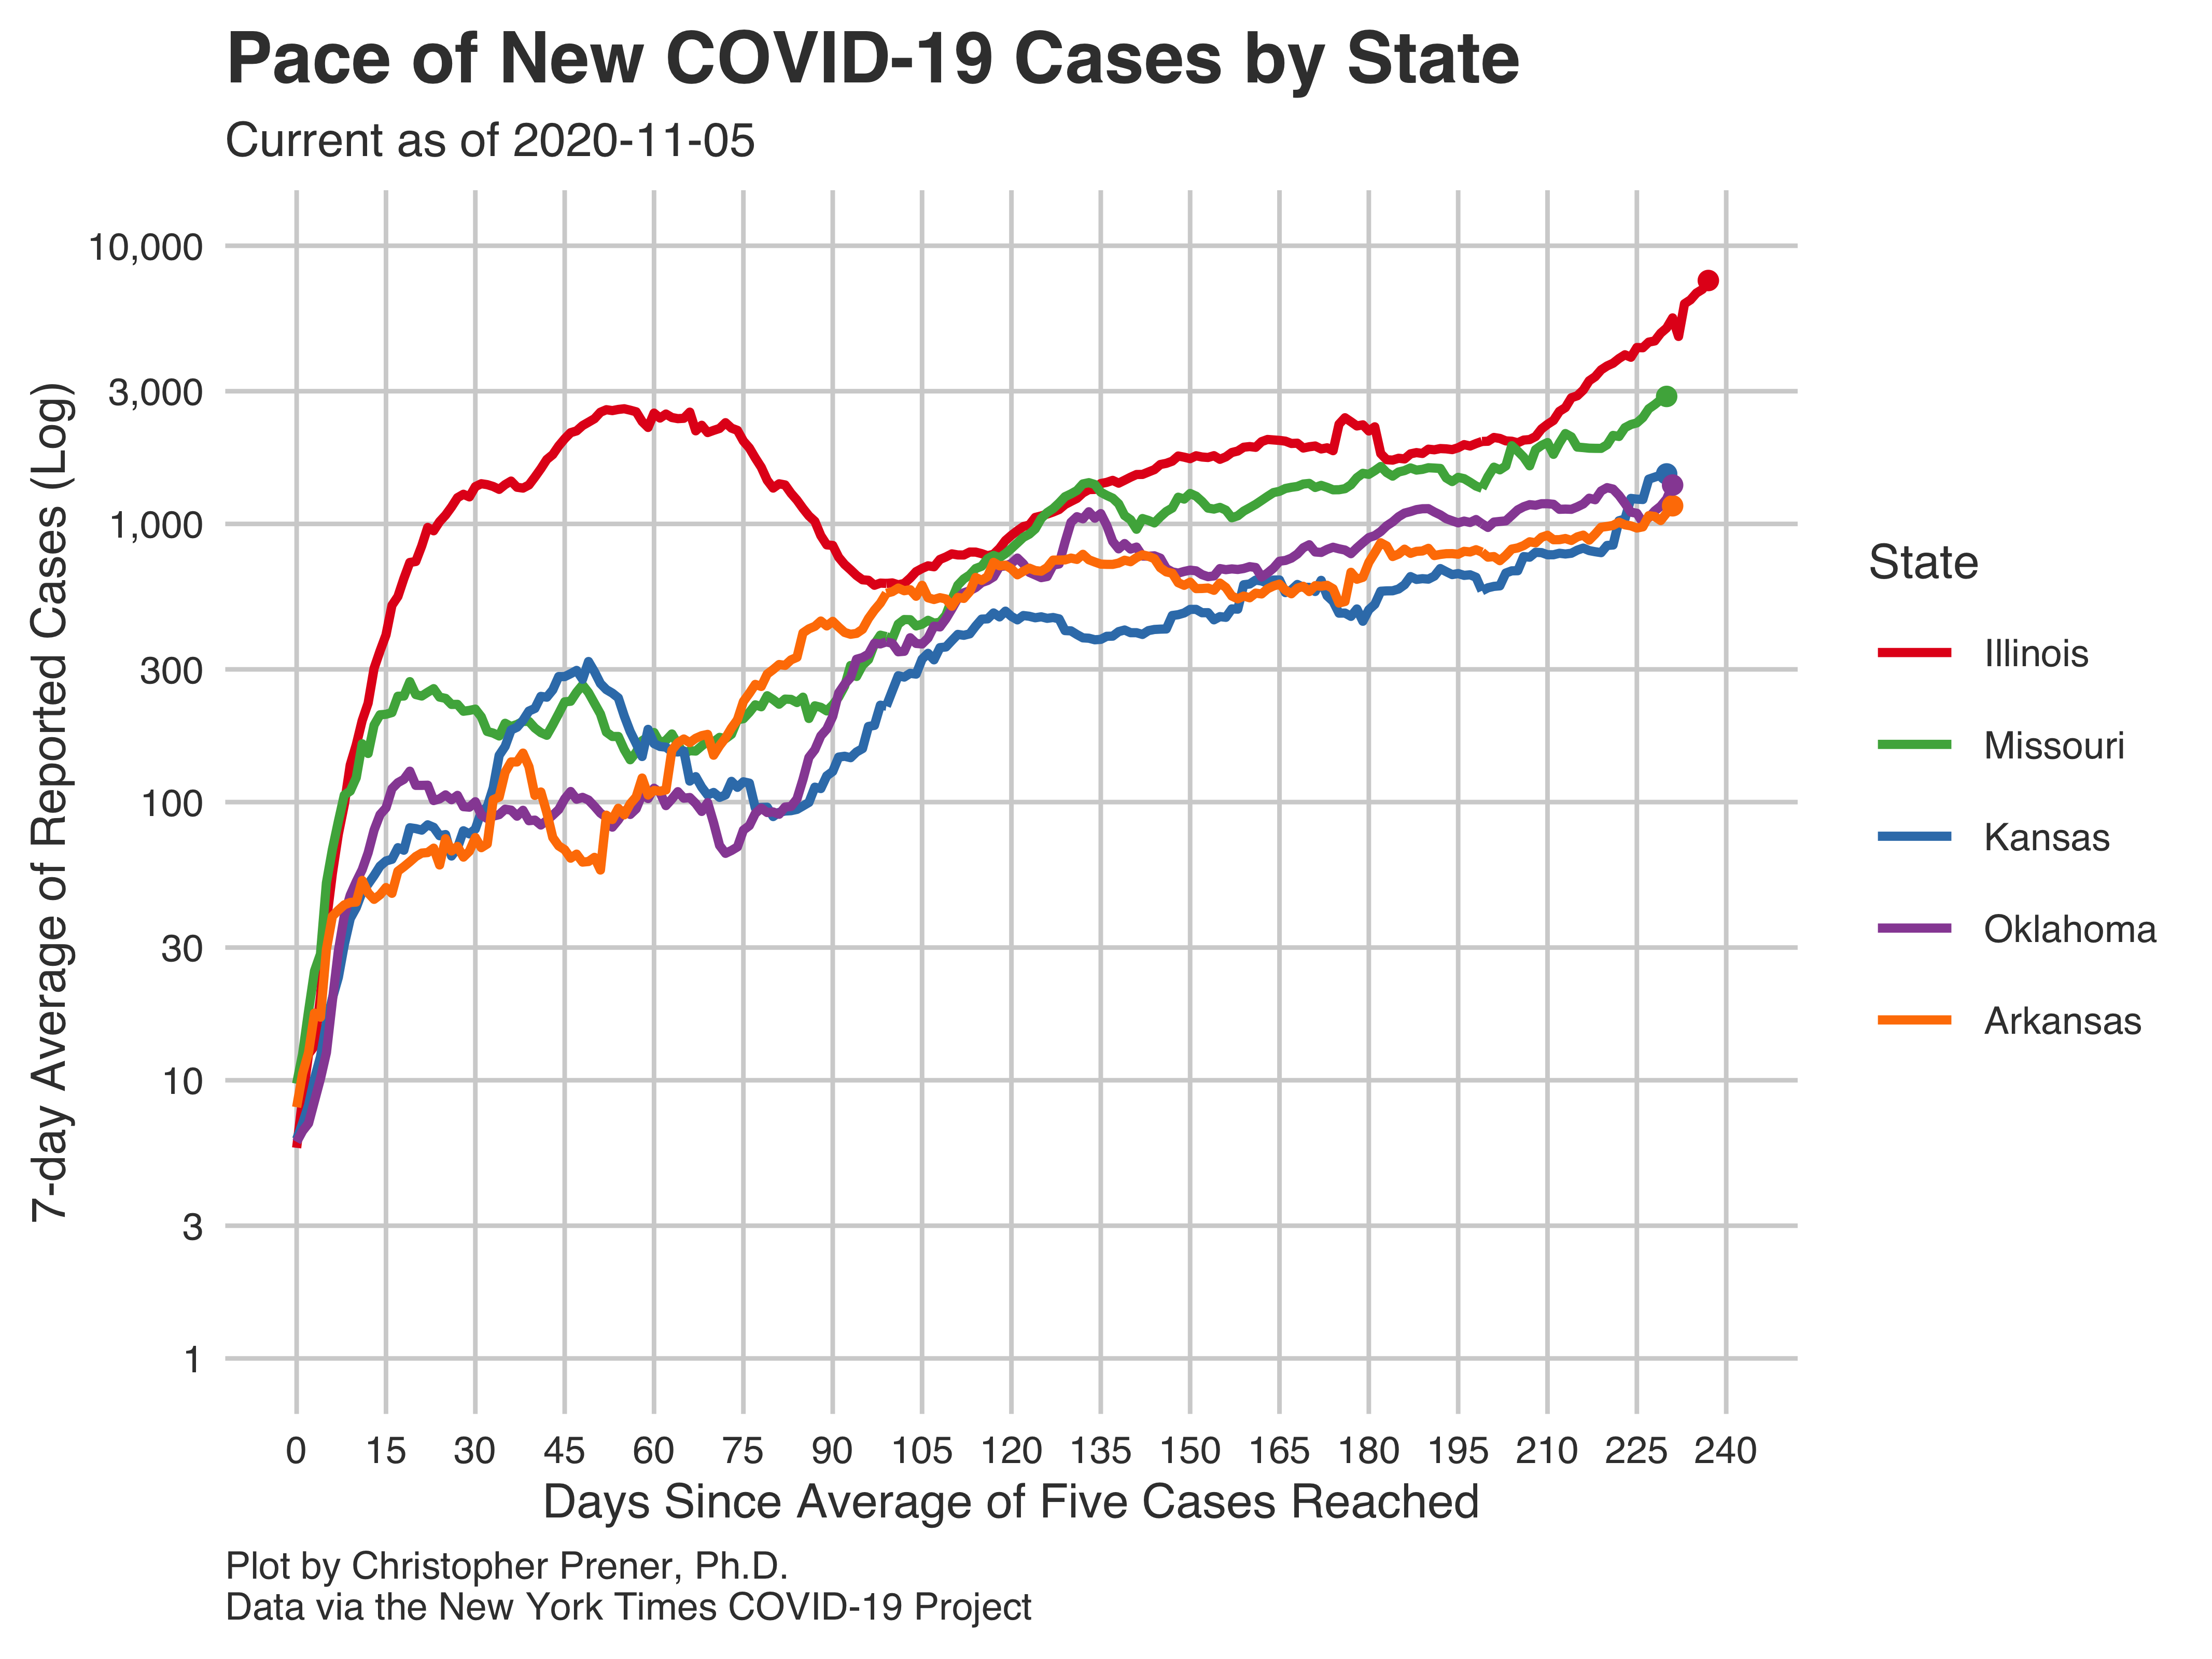 Pace of New COVID-19 Cases by State
Current as of 2020-11-05
7-day Average of Reported Cases (Log)
10,000
3,000
1,000
300
100
30
10
3
1
0 15 30 45 60 75 90 105 120 135 150 165 180 195 210 225 240
Days Since Average of Five Cases Reached
State
Illinois
Missouri
Kansas
Oklahoma
Arkansas
Plot by Christopher Prener, Ph.D.
Data via the New York Times COVID-19 Project